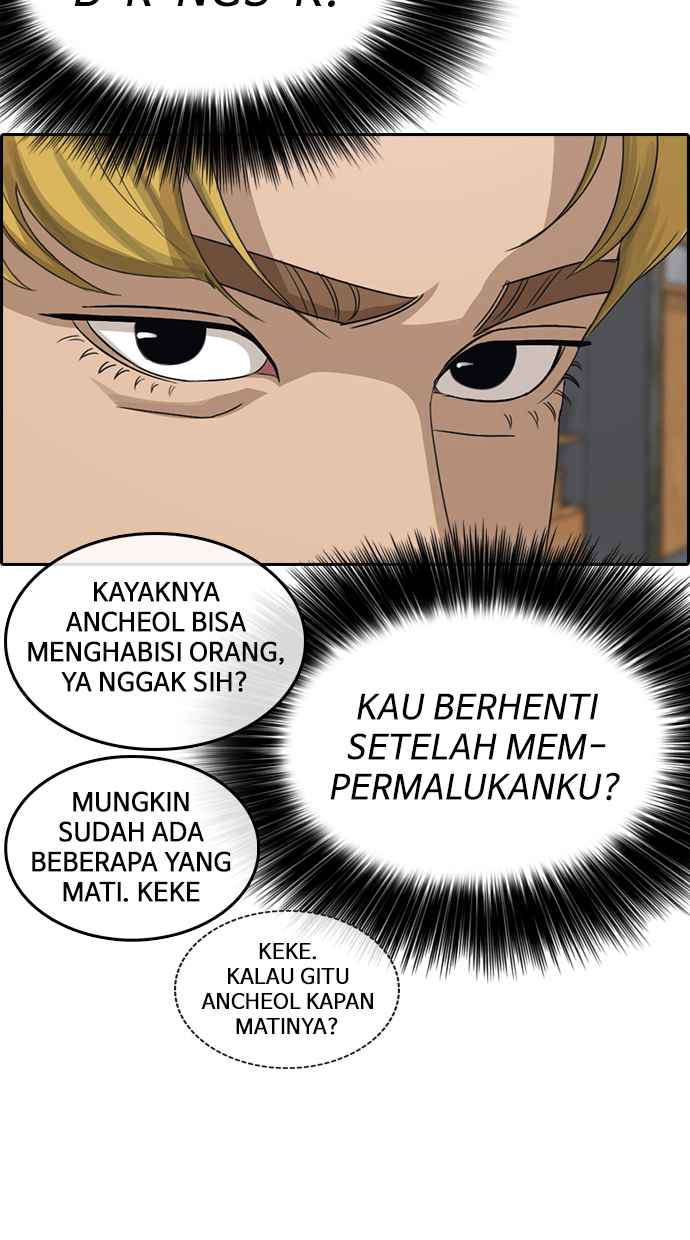 KAYAKNYA
ANCHEOL BISA
MENGHABISI ORANG,
YA NGGAK SIH?
KAU BERHENTI
SETELAH MEM-
PERMALUKANKU?
MUNGKIN
SUDAH ADA
BEBERAPA YANG
MATI. KEKE
KEKE.
KALAU GITU
ANCHEOL KAPAN
MATINYA?